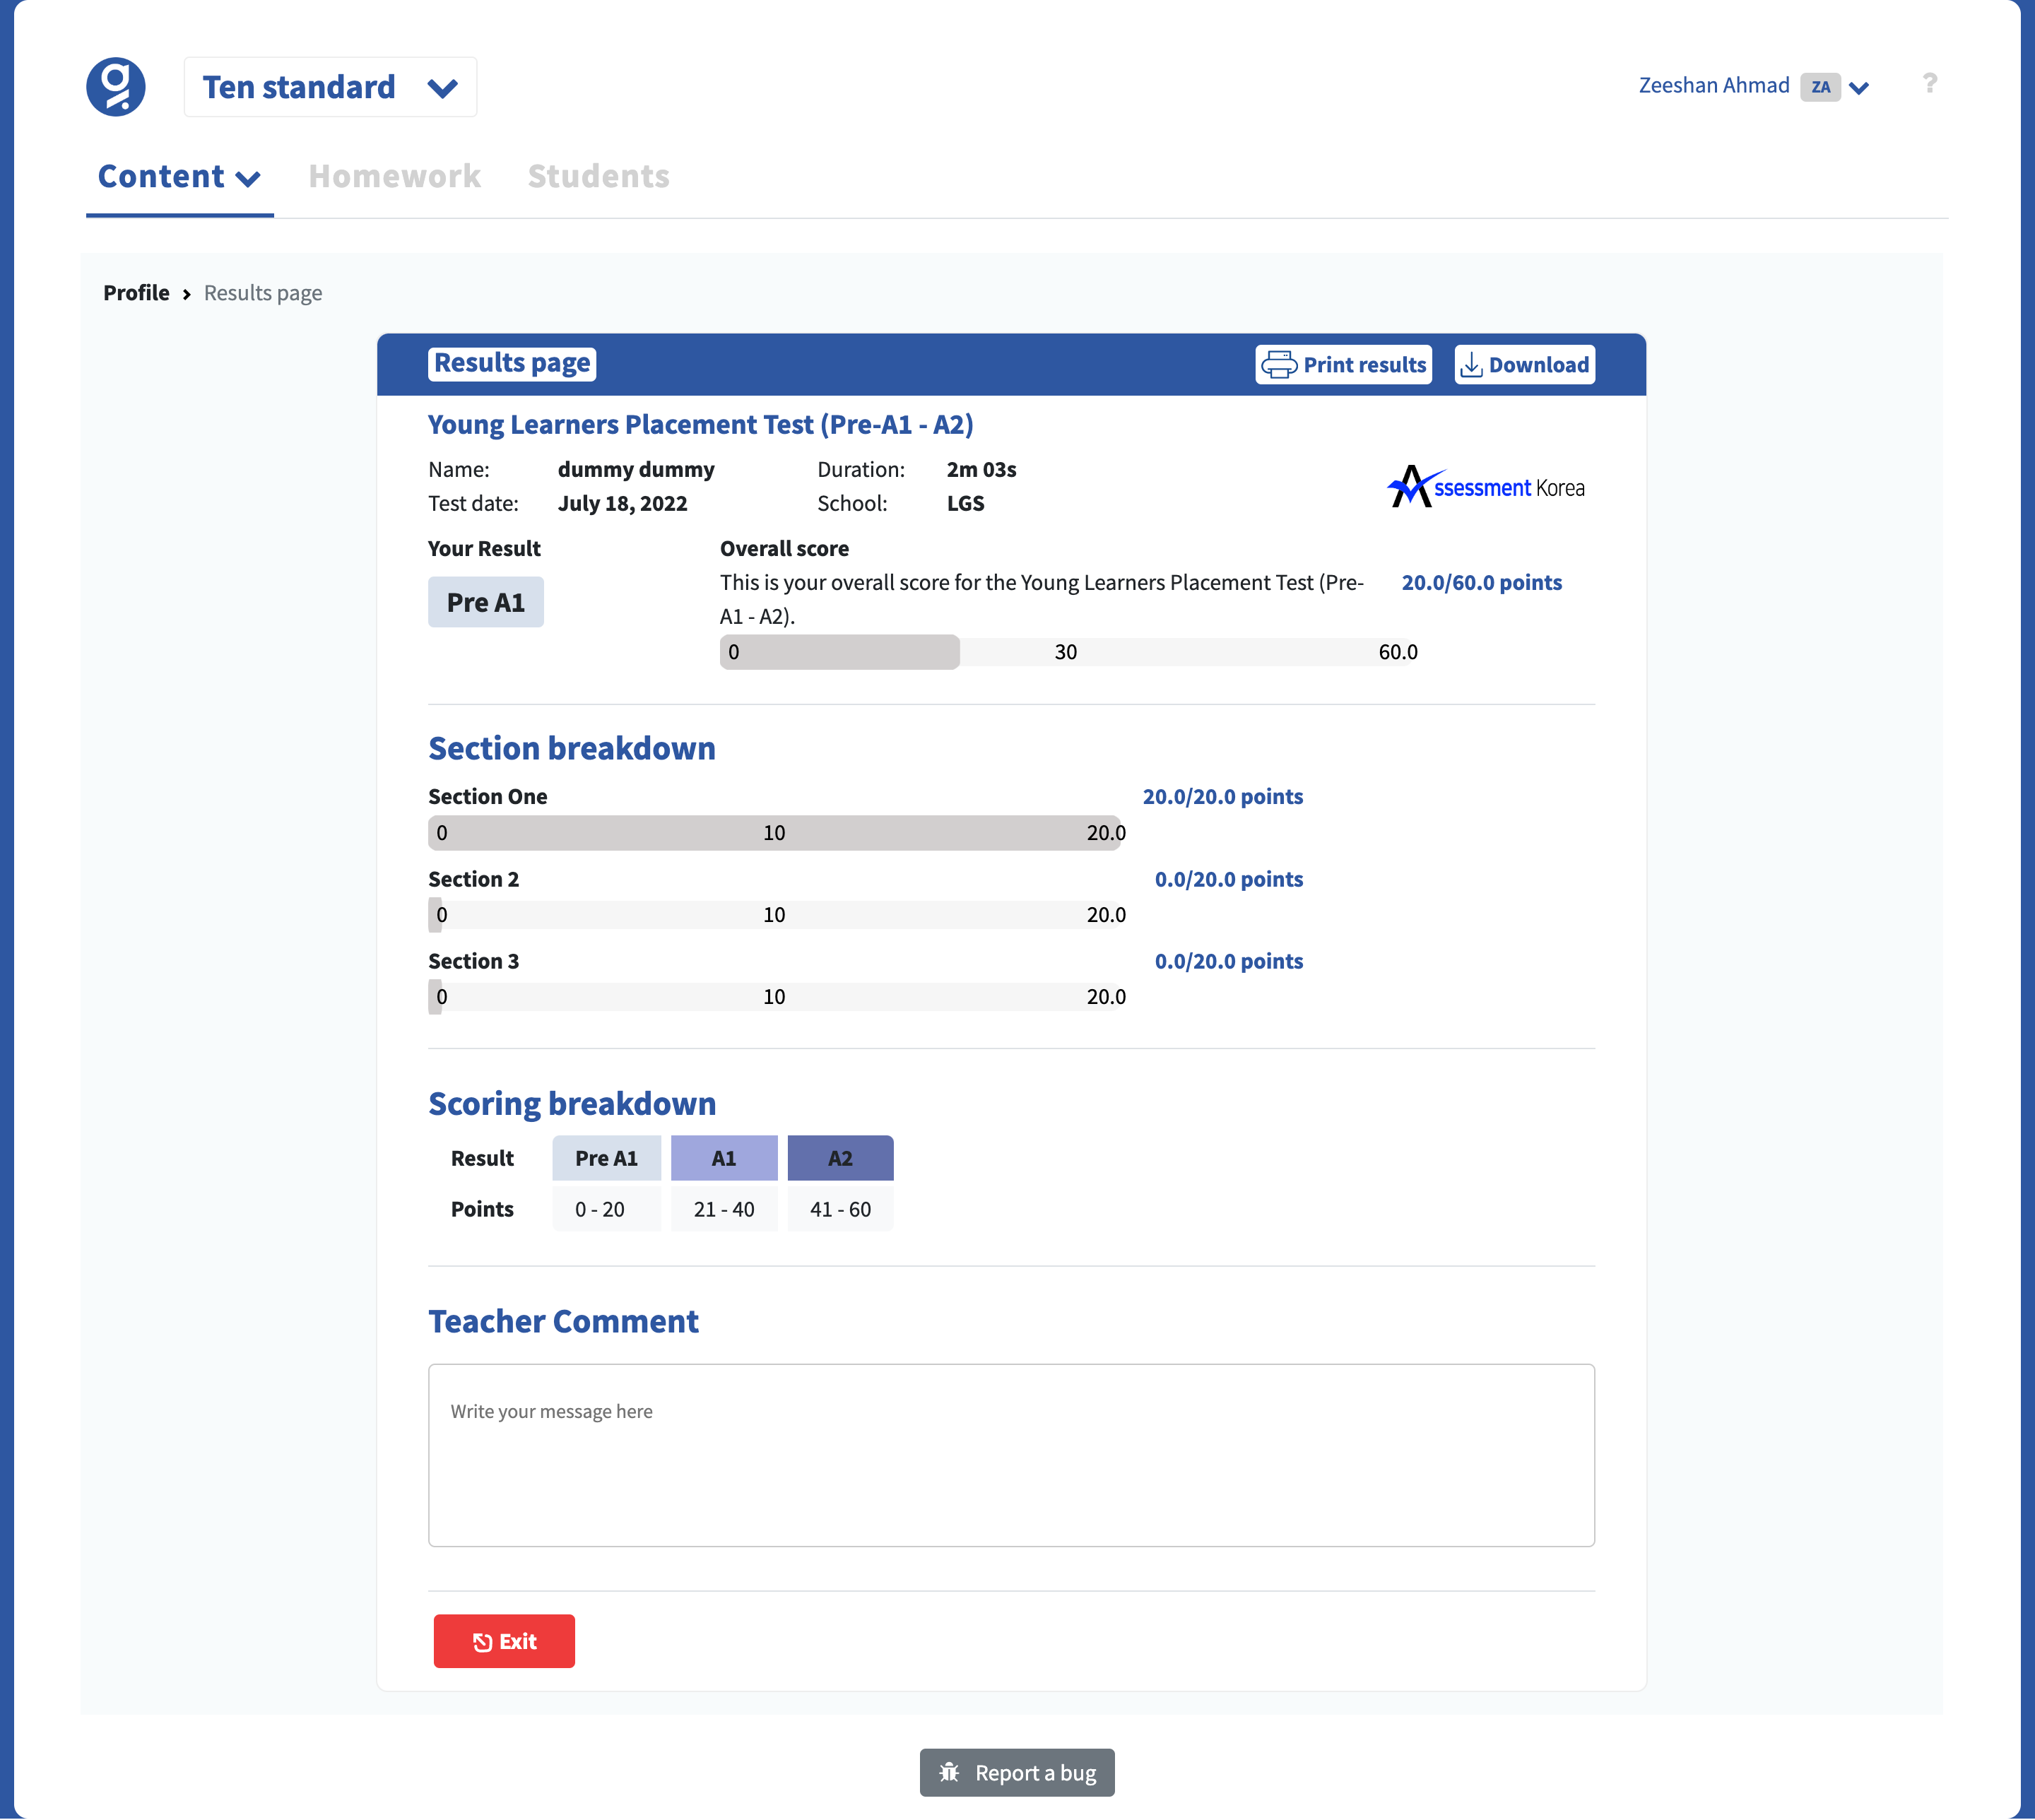 Ten standard
Zeeshan Ahmad ZA ?
Content Homework Students
Profile › Results page
Results page Print results Download
Young Learners Placement Test (Pre-A1 - A2)
Name: dummy dummy Duration: 2m 03s
Test date: July 18, 2022 School: LGS
Assessment Korea
Your Result
Pre A1
Overall score
This is your overall score for the Young Learners Placement Test (Pre-
A1 - A2).
20.0/60.0 points
0 30 60.0
Section breakdown
Section One 20.0/20.0 points
0 10 20.0
Section 2 0.0/20.0 points
0 10 20.0
Section 3 0.0/20.0 points
0 10 20.0
Scoring breakdown
Result Pre A1 A1 A2
Points 0 - 20 21 - 40 41 - 60
Teacher Comment
Write your message here
Exit
Report a bug